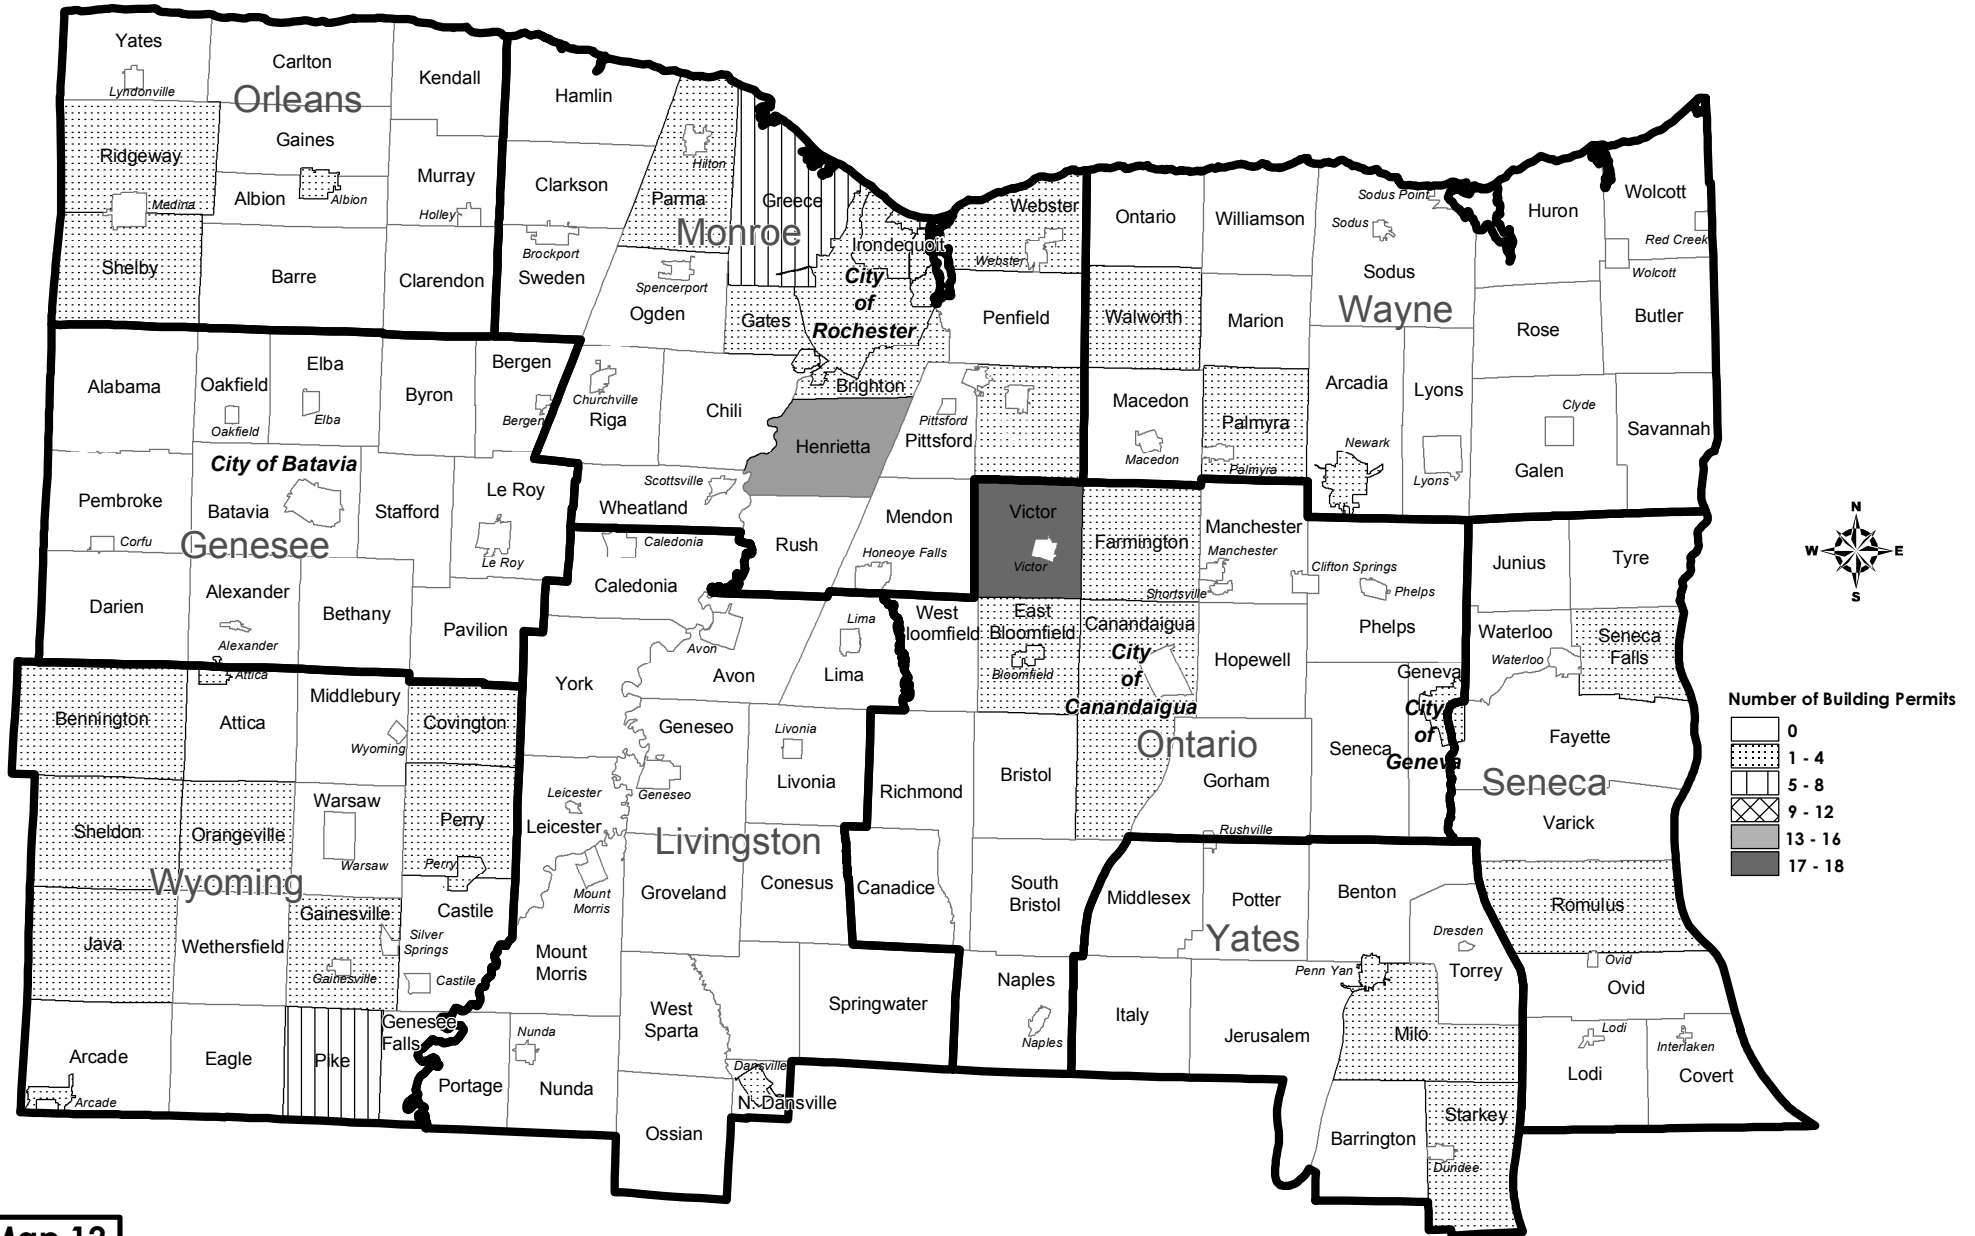 Yates
Lyndonville
Carlton
Kendall
Orleans
Gaines
Ridgeway
Medina
Albion
Albion
Murray
Holley
Shelby
Barre
Clarendon
Hamlin
Clarkson
Hilton
Parma
Greece
Monroe
Brockport
Sweden
Spencerport
Ogden
Gates
Irondequoit
City
of
Rochester
Webster
Webster
Penfield
Brighton
Churchville
Riga
Chili
Henrietta
Pittsford
Pittsford
Scottsville
Wheatland
Rush
Mendon
Honeoye Falls
Ontario
Williamson
Sodus Point
Sodus
Sodus
Huron
Wolcott
Red Creek
Wolcott
Walworth
Marion
Wayne
Rose
Butler
Macedon
Macedon
Palmyra
Palmyra
Arcadia
Newark
Lyons
Lyons
Clyde
Galen
Savannah
Alabama
Oakfield
Oakfield
Elba
Elba
Byron
Bergen
Bergen
City of Batavia
Pembroke
Corfu
Batavia
Stafford
Le Roy
Le Roy
Genesee
Darien
Alexander
Alexander
Bethany
Pavilion
Caledonia
Caledonia
Avon
Avon
Lima
Lima
York
Geneseo
Geneseo
Livonia
Livonia
Leicester
Leicester
Livingston
Mount
Morris
Groveland
Conesus
Mount
Morris
West
Sparta
Springwater
Nunda
Nunda
Portage
Dansville
N. Dansville
Ossian
Victor
Victor
Farmington
Manchester
Manchester
Shortsville
Clifton Springs
Phelps
Phelps
West
Bloomfield
East
Bloomfield
Bloomfield
Canandaigua
City
of
Canandaigua
Hopewell
Geneva
City
of
Geneva
Ontario
Seneca
Gorham
Rushville
Richmond
Bristol
Canadice
South
Bristol
Naples
Naples
Junius
Tyre
Waterloo
Waterloo
Seneca
Falls
Fayette
Seneca
Varick
Romulus
Ovid
Ovid
Lodi
Interlaken
Lodi
Covert
Middlesex
Potter
Benton
Yates
Dresden
Torrey
Penn Yan
Italy
Jerusalem
Milo
Barrington
Starkey
Dundee
Bennington
Attica
Attica
Middlebury
Wyoming
Covington
Sheldon
Orangeville
Warsaw
Warsaw
Perry
Perry
Wyoming
Java
Wethersfield
Gainesville
Gainesville
Silver
Springs
Castile
Castile
Arcade
Arcade
Eagle
Pike
Genesee
Falls
N
W
E
S
Number of Building Permits
0
1 - 4
5 - 8
9 - 12
13 - 16
17 - 18